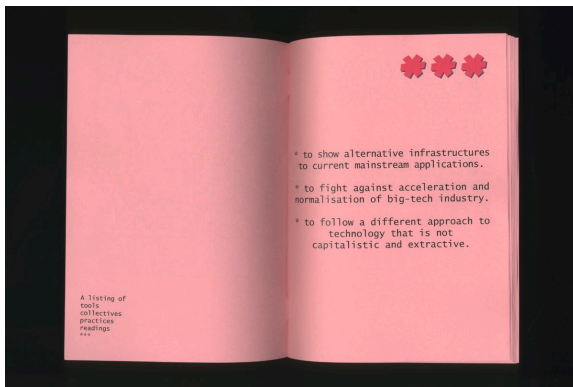 A listing of
tools
collectives
practices
readings
***
***
* to show alternative infrastructures
to current mainstream applications.
* to fight against acceleration and
normalisation of big-tech industry.
* to follow a different approach to
technology that is not
capitalistic and extractive.